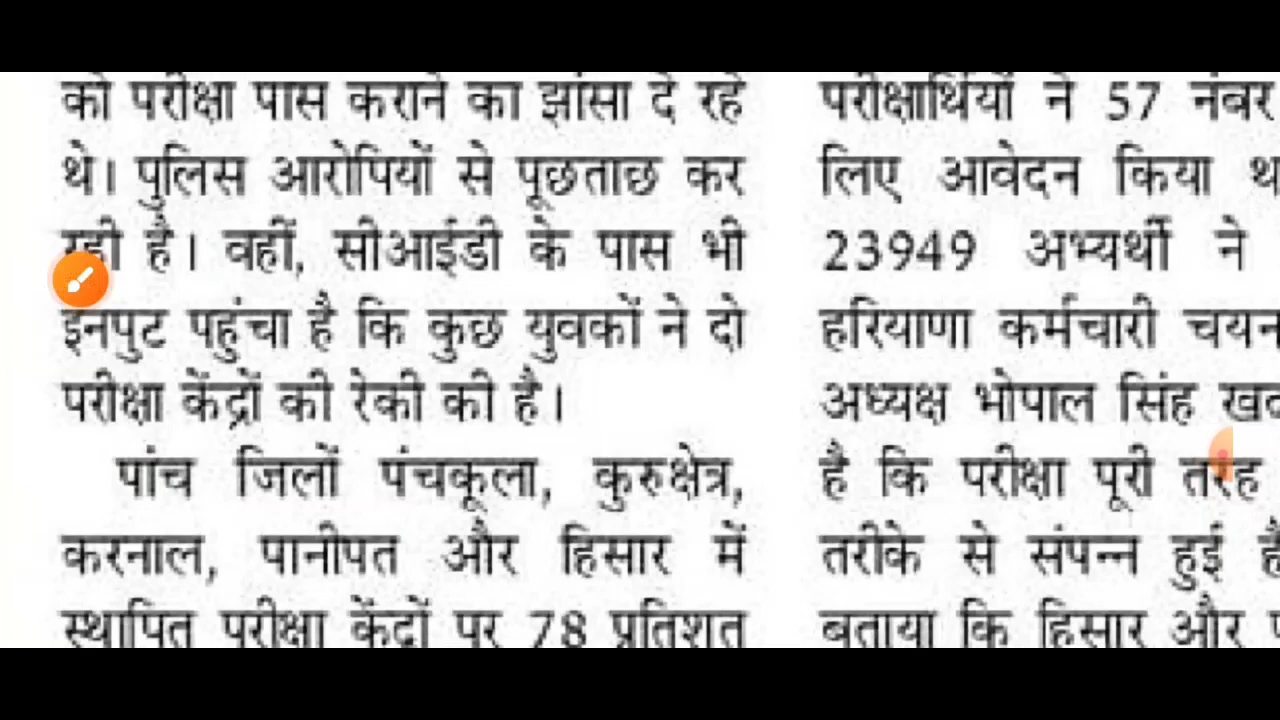 को परीक्षा पास कराने का झांसा दे रहे
थे। पुलिस आरोपियों से पूछताछ कर
रही है। वहीं, सीआईडी के पास भी
इनपुट पहुंचा है कि कुछ युवकों ने दो
परीक्षा केंद्रों की रेकी की है।
पांच जिलों पंचकूला, कुरुक्षेत्र,
करनाल, पानीपत और हिसार में
स्थापित परीक्षा केंद्रों पर 78 प्रतिशत
परीक्षार्थियों ने 57 नंबर
लिए आवेदन किया
23949 अभ्यर्थी ने
हरियाणा कर्मचारी चयन
अध्यक्ष भोपाल सिंह
है कि परीक्षा पूरी तरह
तरीके से संपन्न हुई है
बताया कि हिसार और